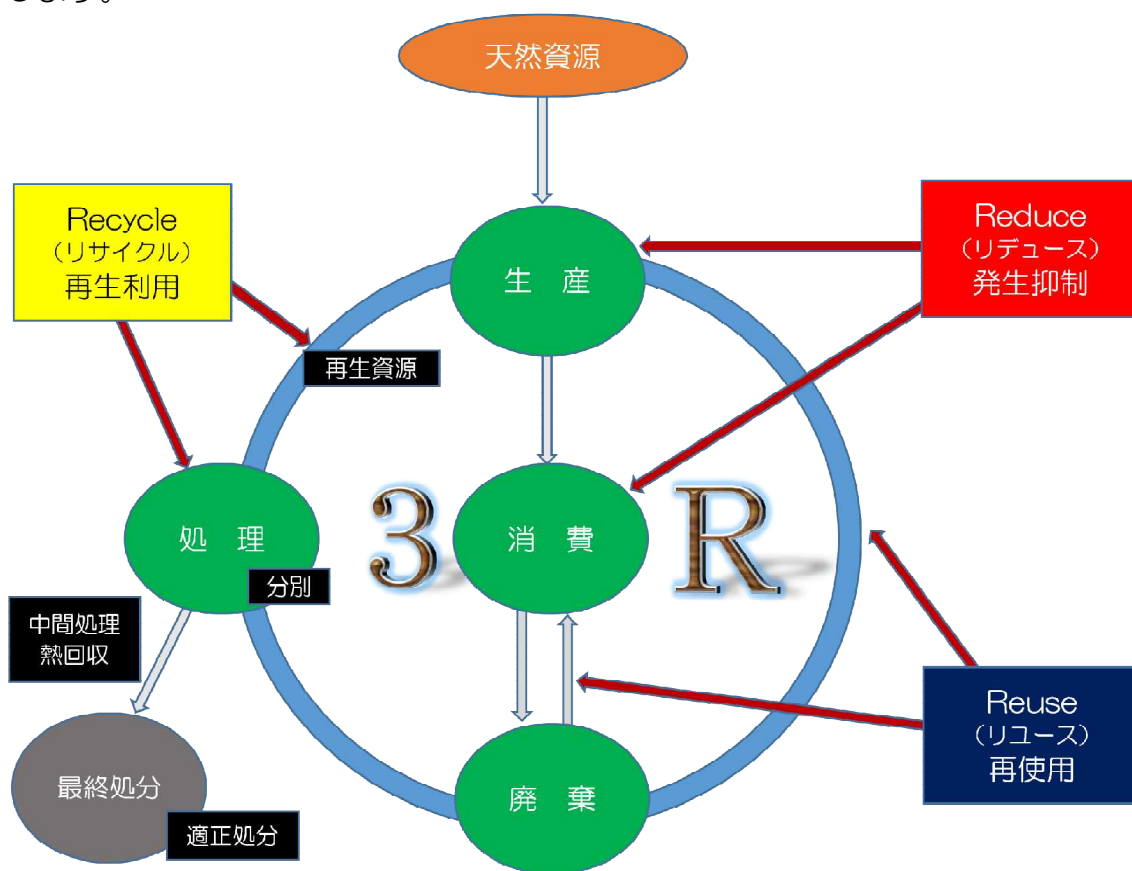 天然資源
Recycle
(リサイクル)
再生利用
Reduce
(リデュース)
発生抑制
生 産
再生資源
処 理
分別
3
消 費
R
中間処理
熱回収
Reuse
(リユース)
再使用
最終処分
適正処分
廃 棄